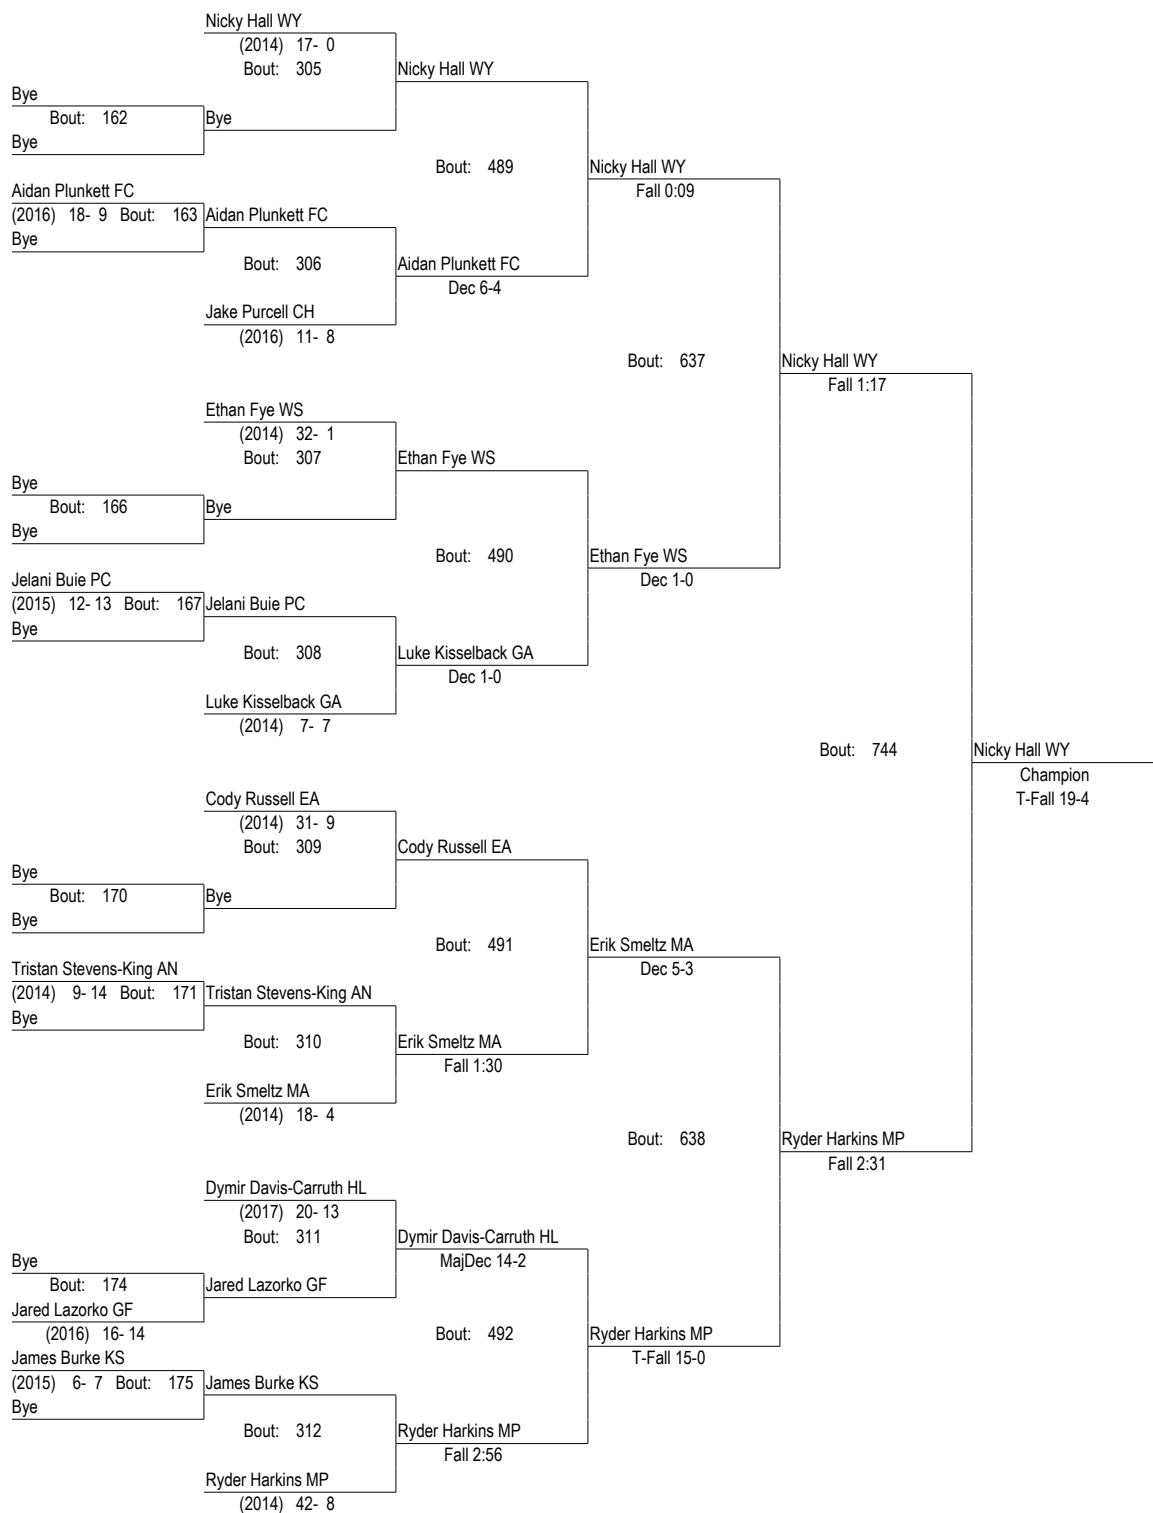 Nicky Hall WY
(2014) 17- 0
Bout: 305
Nicky Hall WY
Bye
Bout: 162
Bye
Bye
Bout: 489
Nicky Hall WY
Fall 0:09
Aidan Plunkett FC
(2016) 18- 9 Bout: 163
Aidan Plunkett FC
Bye
Bout: 306
Aidan Plunkett FC
Dec 6-4
Jake Purcell CH
(2016) 11- 8
Bout: 637
Nicky Hall WY
Fall 1:17
Ethan Fye WS
(2014) 32- 1
Bout: 307
Ethan Fye WS
Bye
Bout: 166
Bye
Bye
Bout: 490
Ethan Fye WS
Dec 1-0
Jelani Buie PC
(2015) 12- 13 Bout: 167
Jelani Buie PC
Bye
Bout: 308
Luke Kisselback GA
Dec 1-0
Luke Kisselback GA
(2014) 7- 7
Bout: 744
Nicky Hall WY
Champion
T-Fall 19-4
Cody Russell EA
(2014) 31- 9
Bout: 309
Cody Russell EA
Bye
Bout: 170
Bye
Bye
Bout: 491
Erik Smeltz MA
Dec 5-3
Tristan Stevens-King AN
(2014) 9- 14 Bout: 171
Tristan Stevens-King AN
Bye
Bout: 310
Erik Smeltz MA
Fall 1:30
Erik Smeltz MA
(2014) 18- 4
Bout: 638
Ryder Harkins MP
Fall 2:31
Dymir Davis-Carruth HL
(2017) 20- 13
Bout: 311
Dymir Davis-Carruth HL
MajDec 14-2
Bye
Bout: 174
Jared Lazorko GF
Jared Lazorko GF
(2016) 16- 14
Bout: 492
Ryder Harkins MP
T-Fall 15-0
James Burke KS
(2015) 6- 7 Bout: 175
James Burke KS
Bye
Bout: 312
Ryder Harkins MP
Fall 2:56
Ryder Harkins MP
(2014) 42- 8